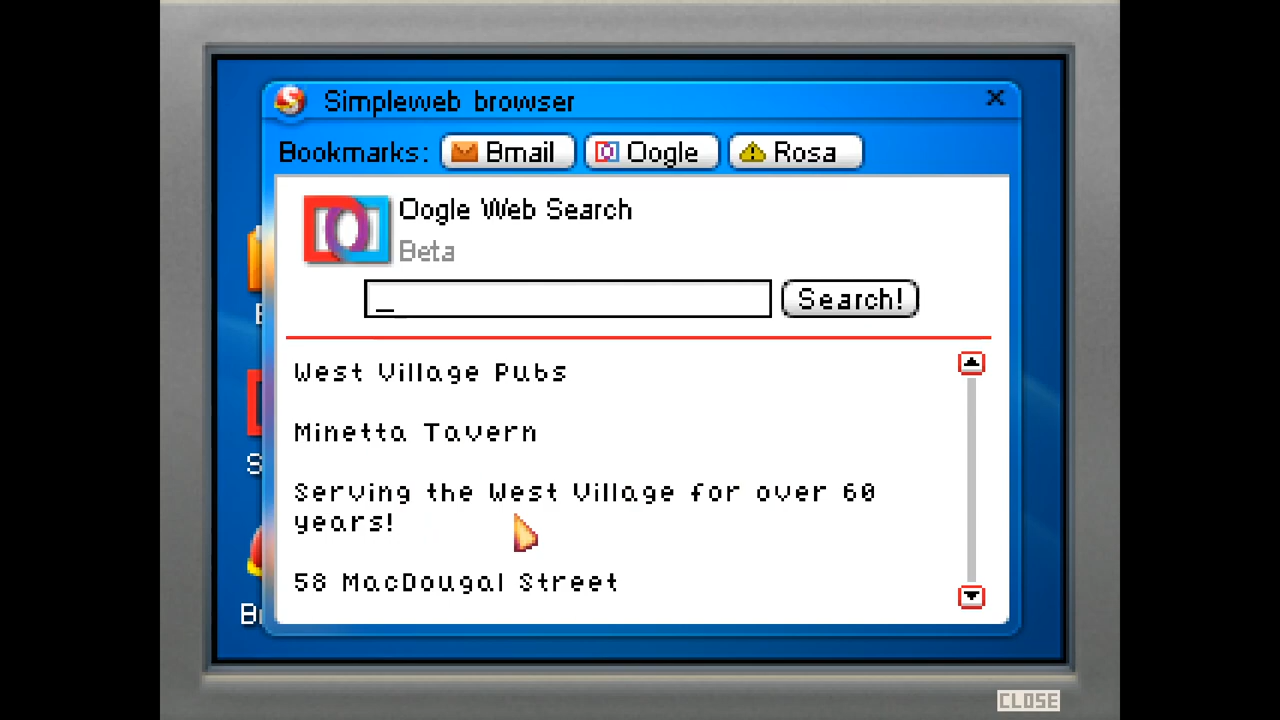 Simpleweb browser
Bookmarks: Bmail Oogle Rosa
Oogle Web Search
Beta
_ Search!
West Village Pubs
Minetta Tavern
Serving the West Village for over 60
years!
58 MacDougal Street
CLOSE